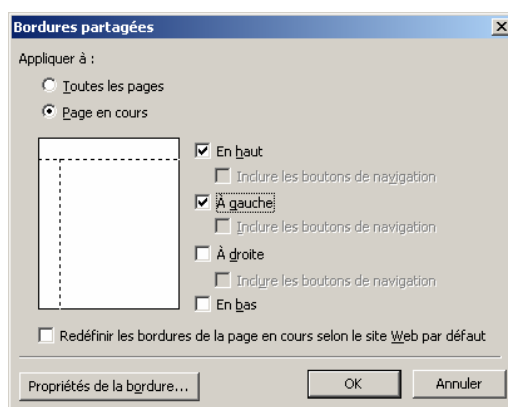 Bordures partagées
Appliquer à :
Toutes les pages
Page en cours
En haut
Inclure les boutons de navigation
À gauche
Inclure les boutons de navigation
À droite
Inclure les boutons de navigation
En bas
Redéfinir les bordures de la page en cours selon le site Web par défaut
Propriétés de la bordure...
OK
Annuler